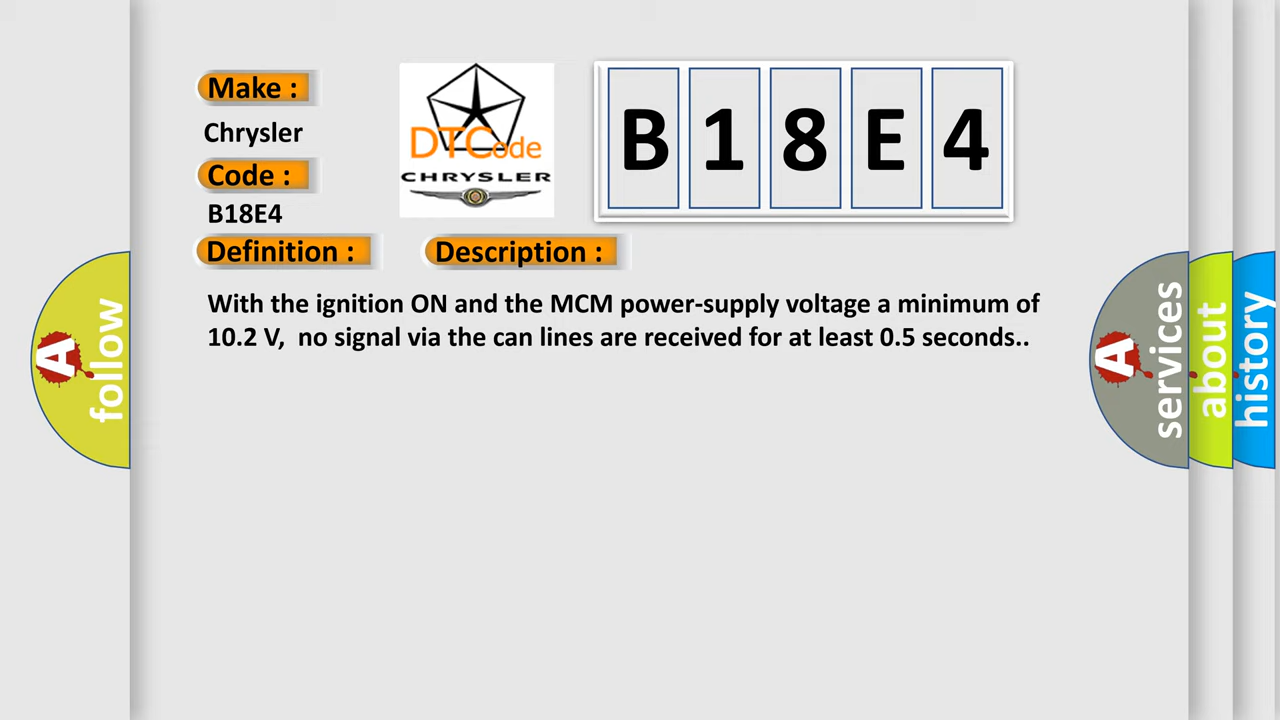 Make :
Chrysler
Code :
B18E4
Definition :
Description :
With the ignition ON and the MCM power-supply voltage a minimum of
10.2 V,  no signal via the can lines are received for at least 0.5 seconds..
DTCode
CHRYSLER
B 1 8 E 4
A follow
A services
about
history